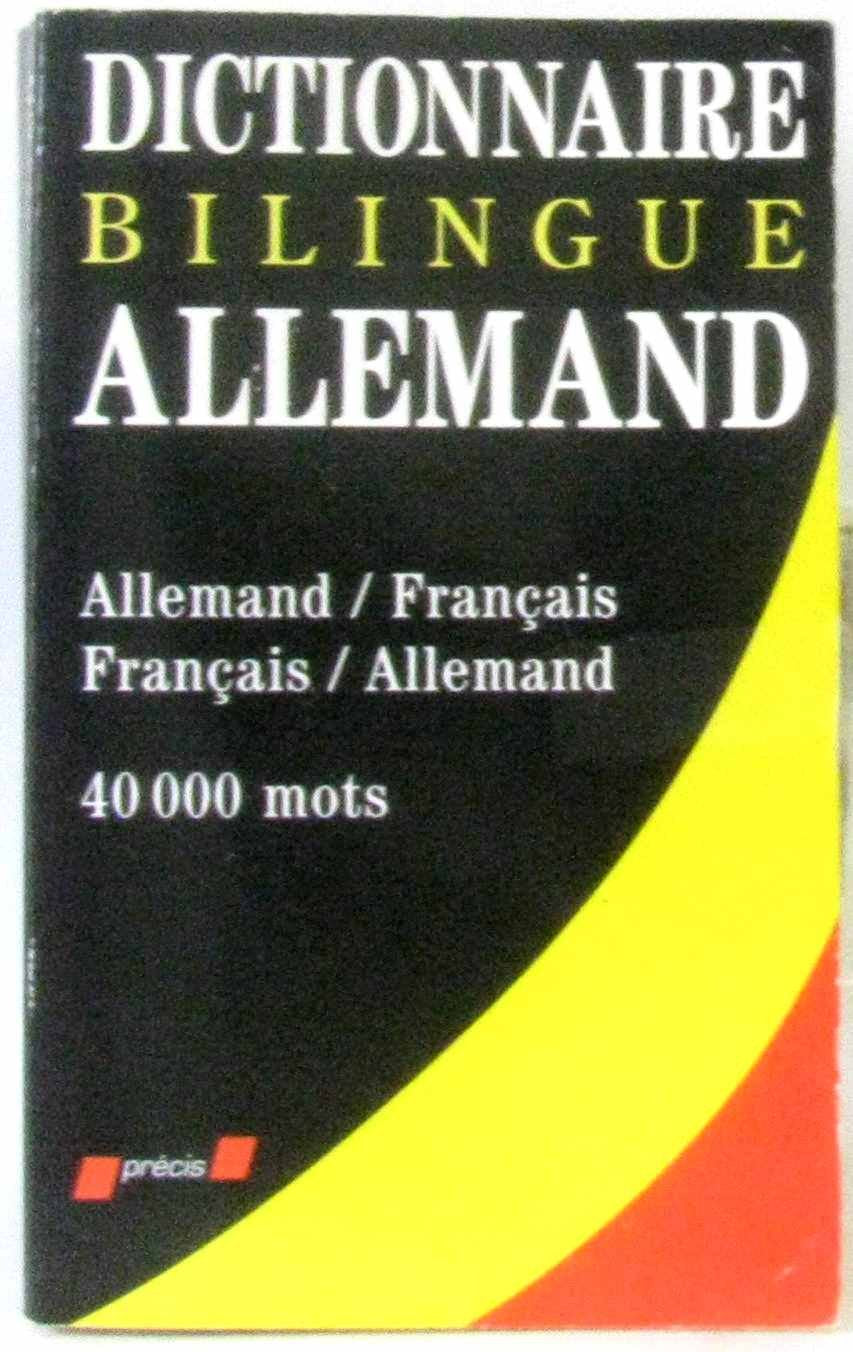 DICTIONNAIRE
BILINGUE
ALLEMAND
Allemand / Français
Français / Allemand
40 000 mots
précis